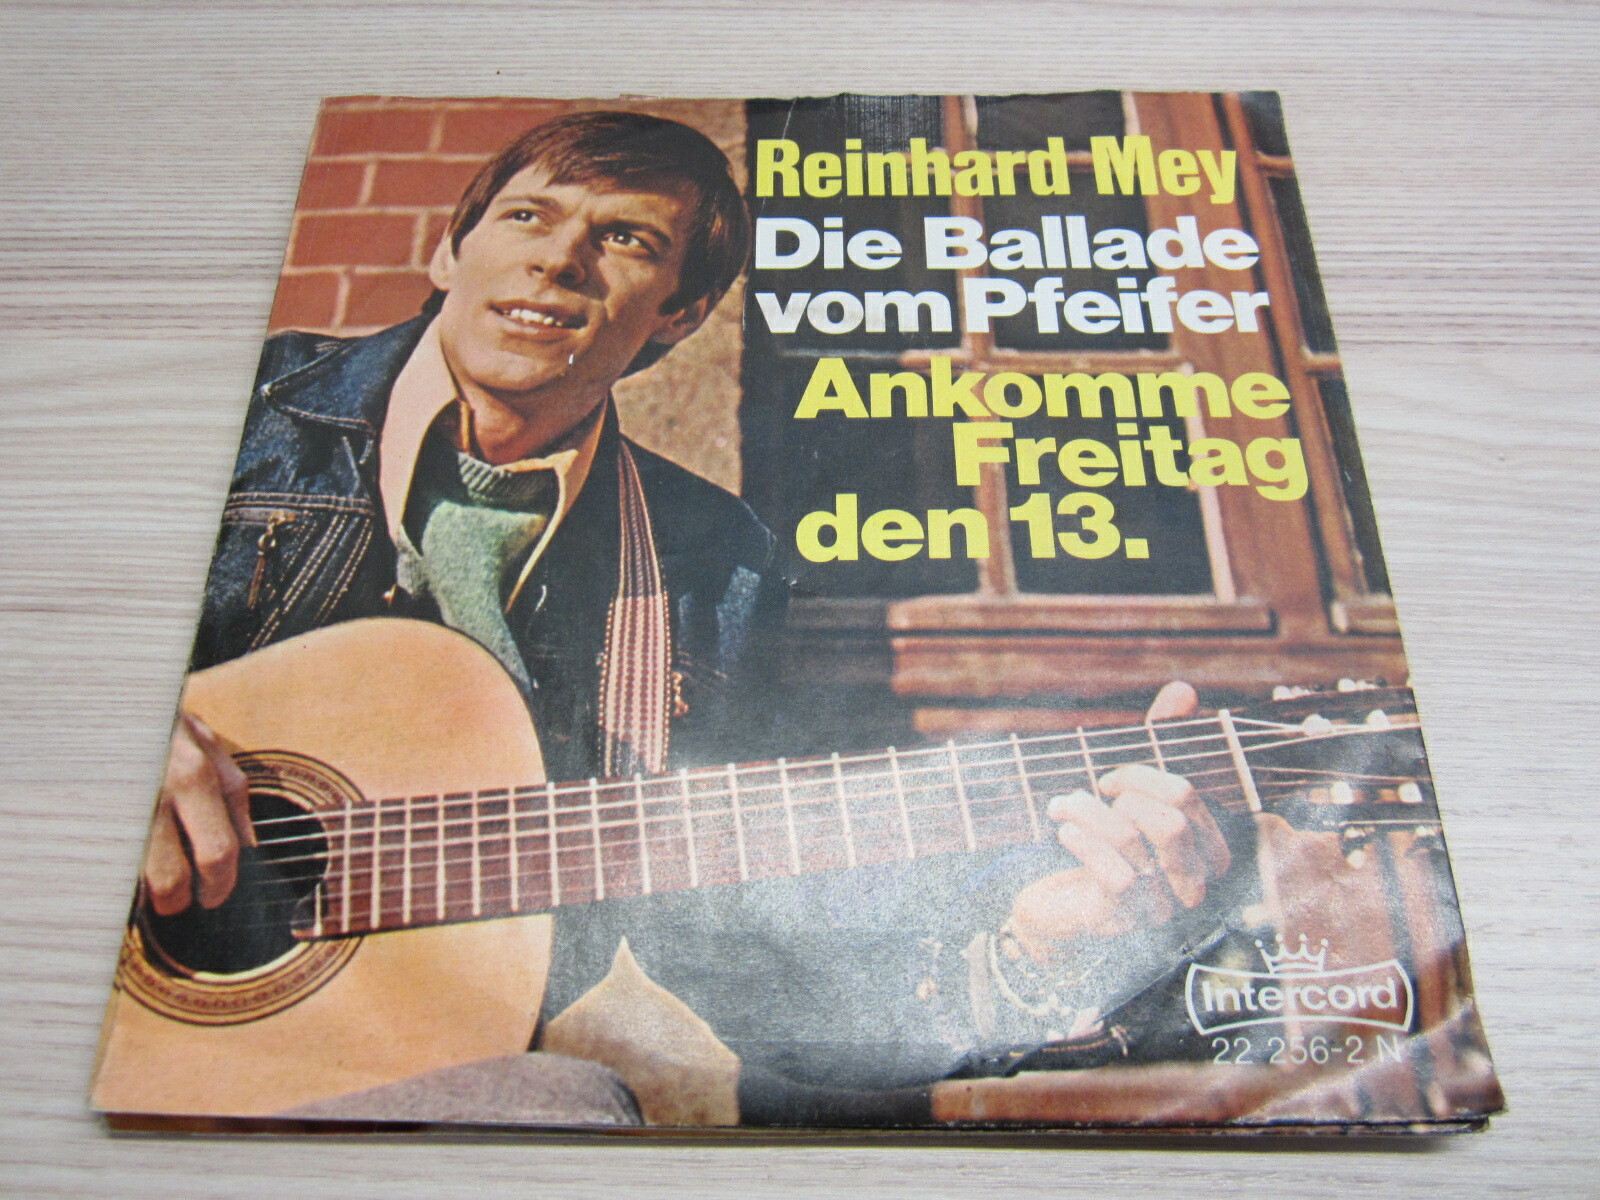 Reinhard Mey
Die Ballade
vom Pfeifer
Ankomme
Freitag
den 13.
Intercord
22 256-2 N